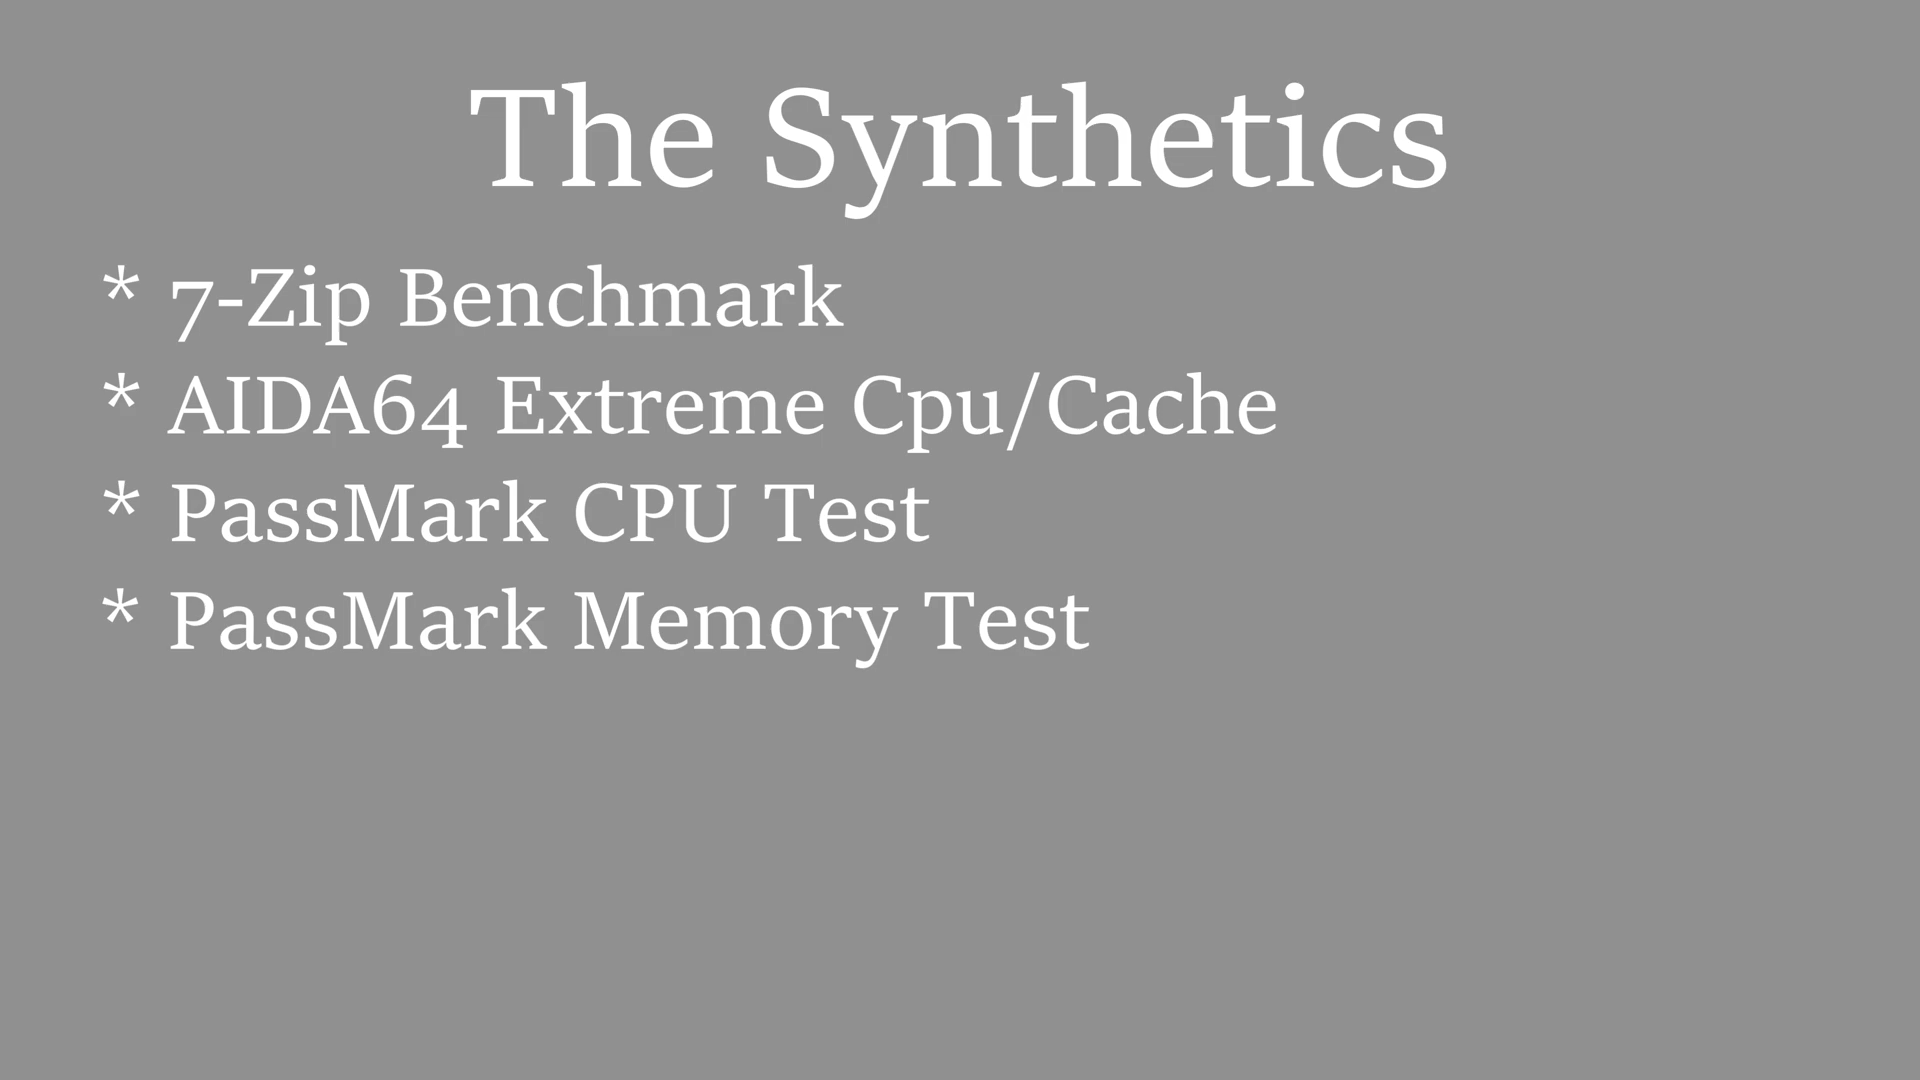 The Synthetics
* 7-Zip Benchmark
* AIDA64 Extreme Cpu/Cache
* PassMark CPU Test
* PassMark Memory Test